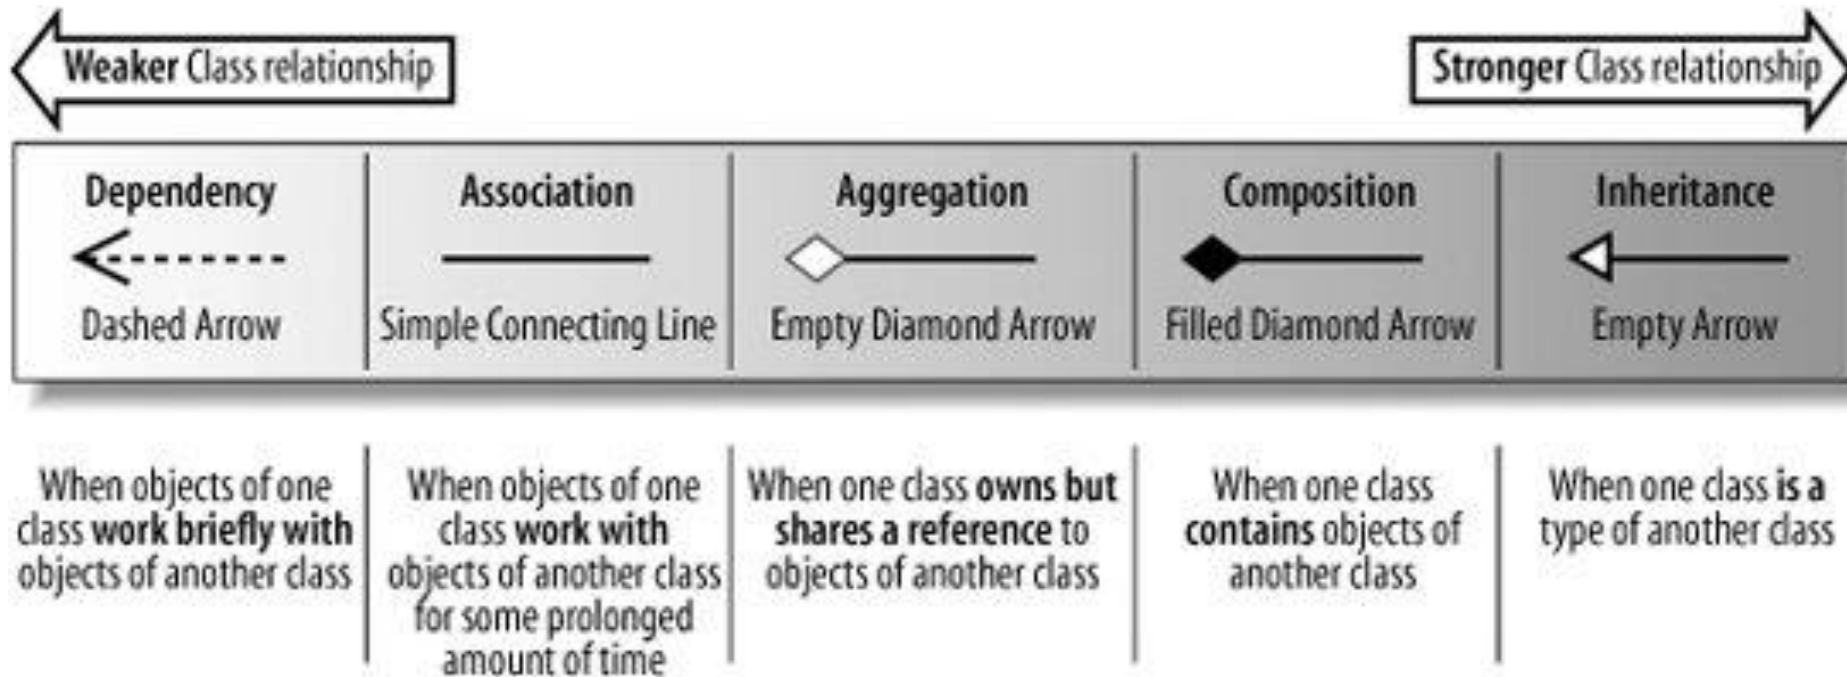 Weaker Class relationship
Stronger Class relationship
Dependency
Dashed Arrow
Association
Simple Connecting Line
Aggregation
Empty Diamond Arrow
Composition
Filled Diamond Arrow
Inheritance
Empty Arrow
When objects of one
class work briefly with
objects of another class
When objects of one
class work with
objects of another class
for some prolonged
amount of time
When one class owns but
shares a reference to
objects of another class
When one class
contains objects of
another class
When one class is a
type of another class